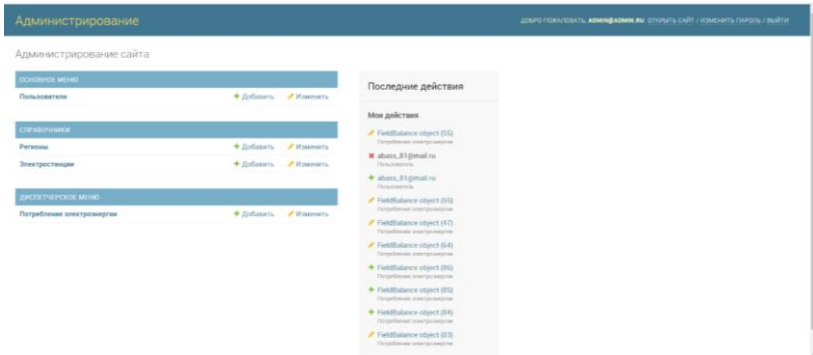 Администрирование
ДОБРО ПОЖАЛОВАТЬ, ADMIN@ADMIN.RU. ОТКРЫТЬ САЙТ / ИЗМЕНИТЬ ПАРОЛЬ / ВЫЙТИ
Администрирование сайта
ОСНОВНОЕ МЕНЮ
Пользователи + Добавить Изменить
СПРАВОЧНИКИ
Регионы + Добавить Изменить
Электростанции + Добавить Изменить
ДИСПЕТЧЕРСКОЕ МЕНЮ
Потребление электроэнергии + Добавить Изменить
Последние действия
Мои действия
FieldBalance object (55)
Потребление электроэнергии
abass_81@mail.ru
Пользователь
+ abass_81@mail.ru
Пользователь
FieldBalance object (55)
Потребление электроэнергии
FieldBalance object (47)
Потребление электроэнергии
FieldBalance object (64)
Потребление электроэнергии
+ FieldBalance object (86)
Потребление электроэнергии
+ FieldBalance object (85)
Потребление электроэнергии
+ FieldBalance object (84)
Потребление электроэнергии
FieldBalance object (83)
Потребление электроэнергии